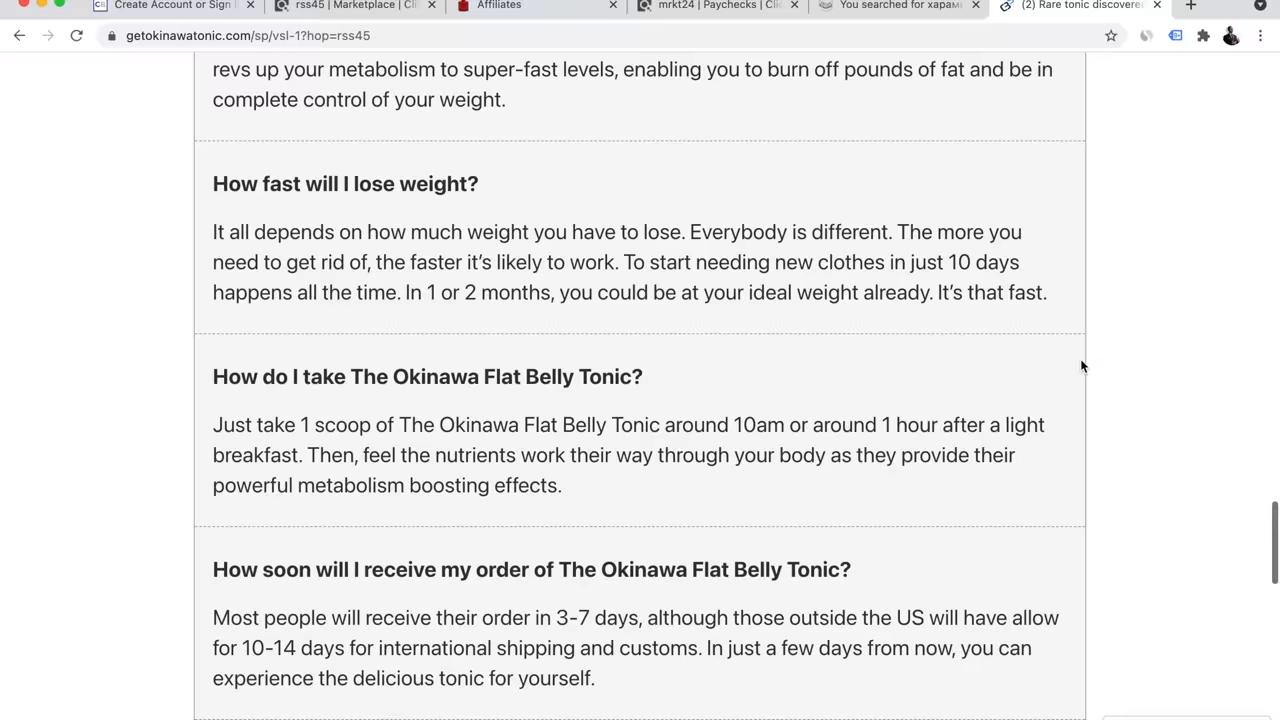 Create Account or Sign I
rss45 | Marketplace | Cli
Affiliates
mrkt24 | Paychecks | Clic
You searched for харам
(2) Rare tonic discovere
getokinawatonic.com/sp/vsl-1?hop=rss45
revs up your metabolism to super-fast levels, enabling you to burn off pounds of fat and be in
complete control of your weight.
How fast will I lose weight?
It all depends on how much weight you have to lose. Everybody is different. The more you
need to get rid of, the faster it’s likely to work. To start needing new clothes in just 10 days
happens all the time. In 1 or 2 months, you could be at your ideal weight already. It’s that fast.
How do I take The Okinawa Flat Belly Tonic?
Just take 1 scoop of The Okinawa Flat Belly Tonic around 10am or around 1 hour after a light
breakfast. Then, feel the nutrients work their way through your body as they provide their
powerful metabolism boosting effects.
How soon will I receive my order of The Okinawa Flat Belly Tonic?
Most people will receive their order in 3-7 days, although those outside the US will have allow
for 10-14 days for international shipping and customs. In just a few days from now, you can
experience the delicious tonic for yourself.